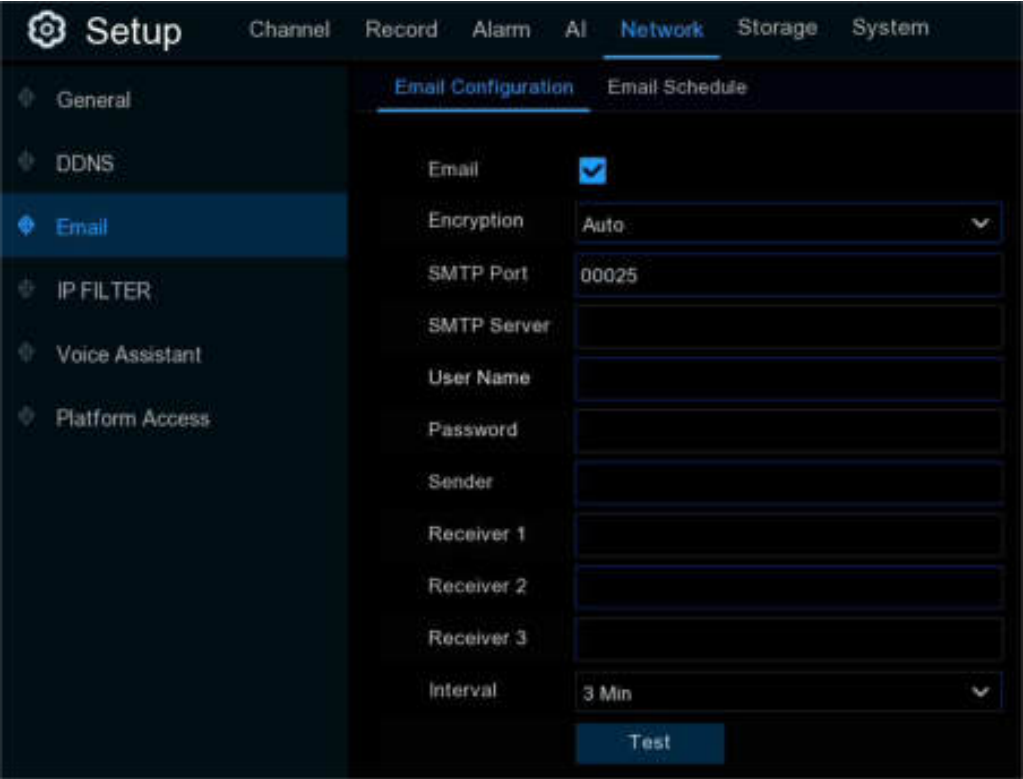 Setup Channel Record Alarm AI Network Storage System
General
DDNS
Email
IP FILTER
Voice Assistant
Platform Access
Email Configuration Email Schedule
Email
Encryption Auto
SMTP Port 00025
SMTP Server
User Name
Password
Sender
Receiver 1
Receiver 2
Receiver 3
Interval 3 Min
Test